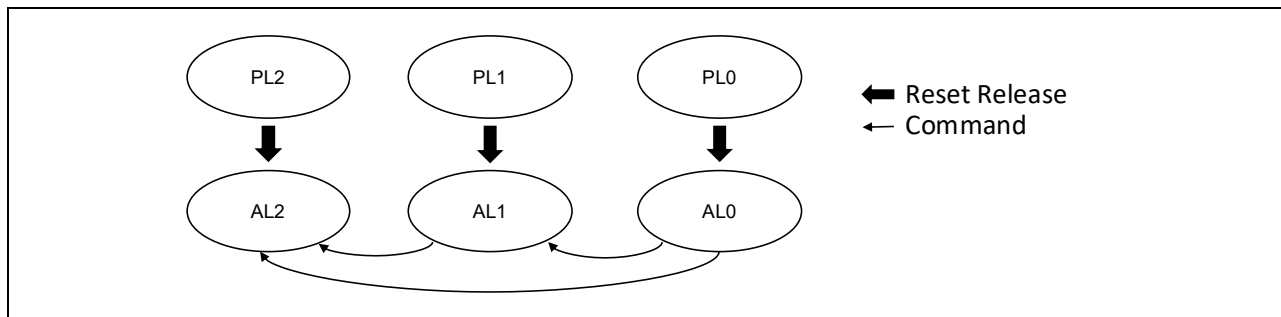 PL2
PL1
PL0
Reset Release
Command
AL2
AL1
AL0